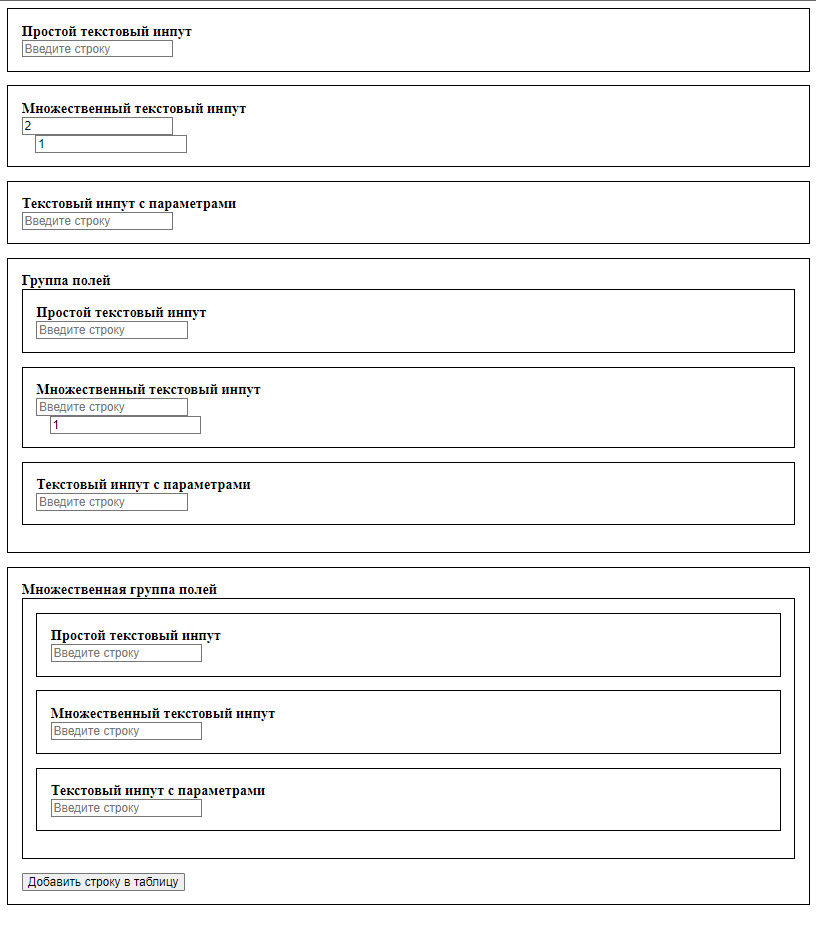 Простой текстовый инпут
Введите строку
Множественный текстовый инпут
2
1
Текстовый инпут с параметрами
Введите строку
Группа полей
Простой текстовый инпут
Введите строку
Множественный текстовый инпут
Введите строку
1
Текстовый инпут с параметрами
Введите строку
Множественная группа полей
Простой текстовый инпут
Введите строку
Множественный текстовый инпут
Введите строку
Текстовый инпут с параметрами
Введите строку
Добавить строку в таблицу